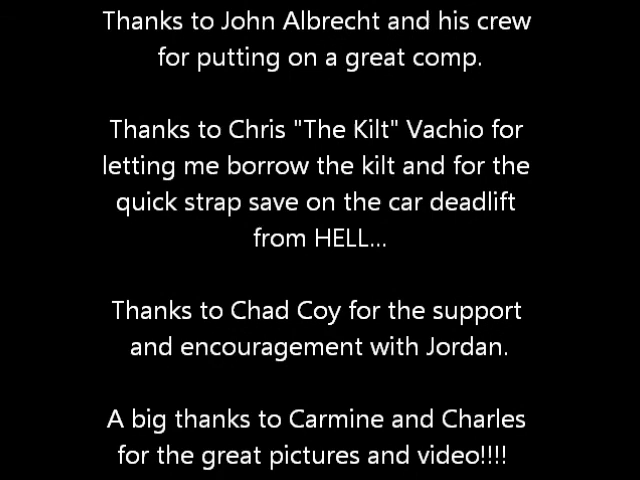 Thanks to John Albrecht and his crew
for putting on a great comp.
Thanks to Chris "The Kilt" Vachio for
letting me borrow the kilt and for the
quick strap save on the car deadlift
from HELL...
Thanks to Chad Coy for the support
and encouragement with Jordan.
A big thanks to Carmine and Charles
for the great pictures and video!!!!